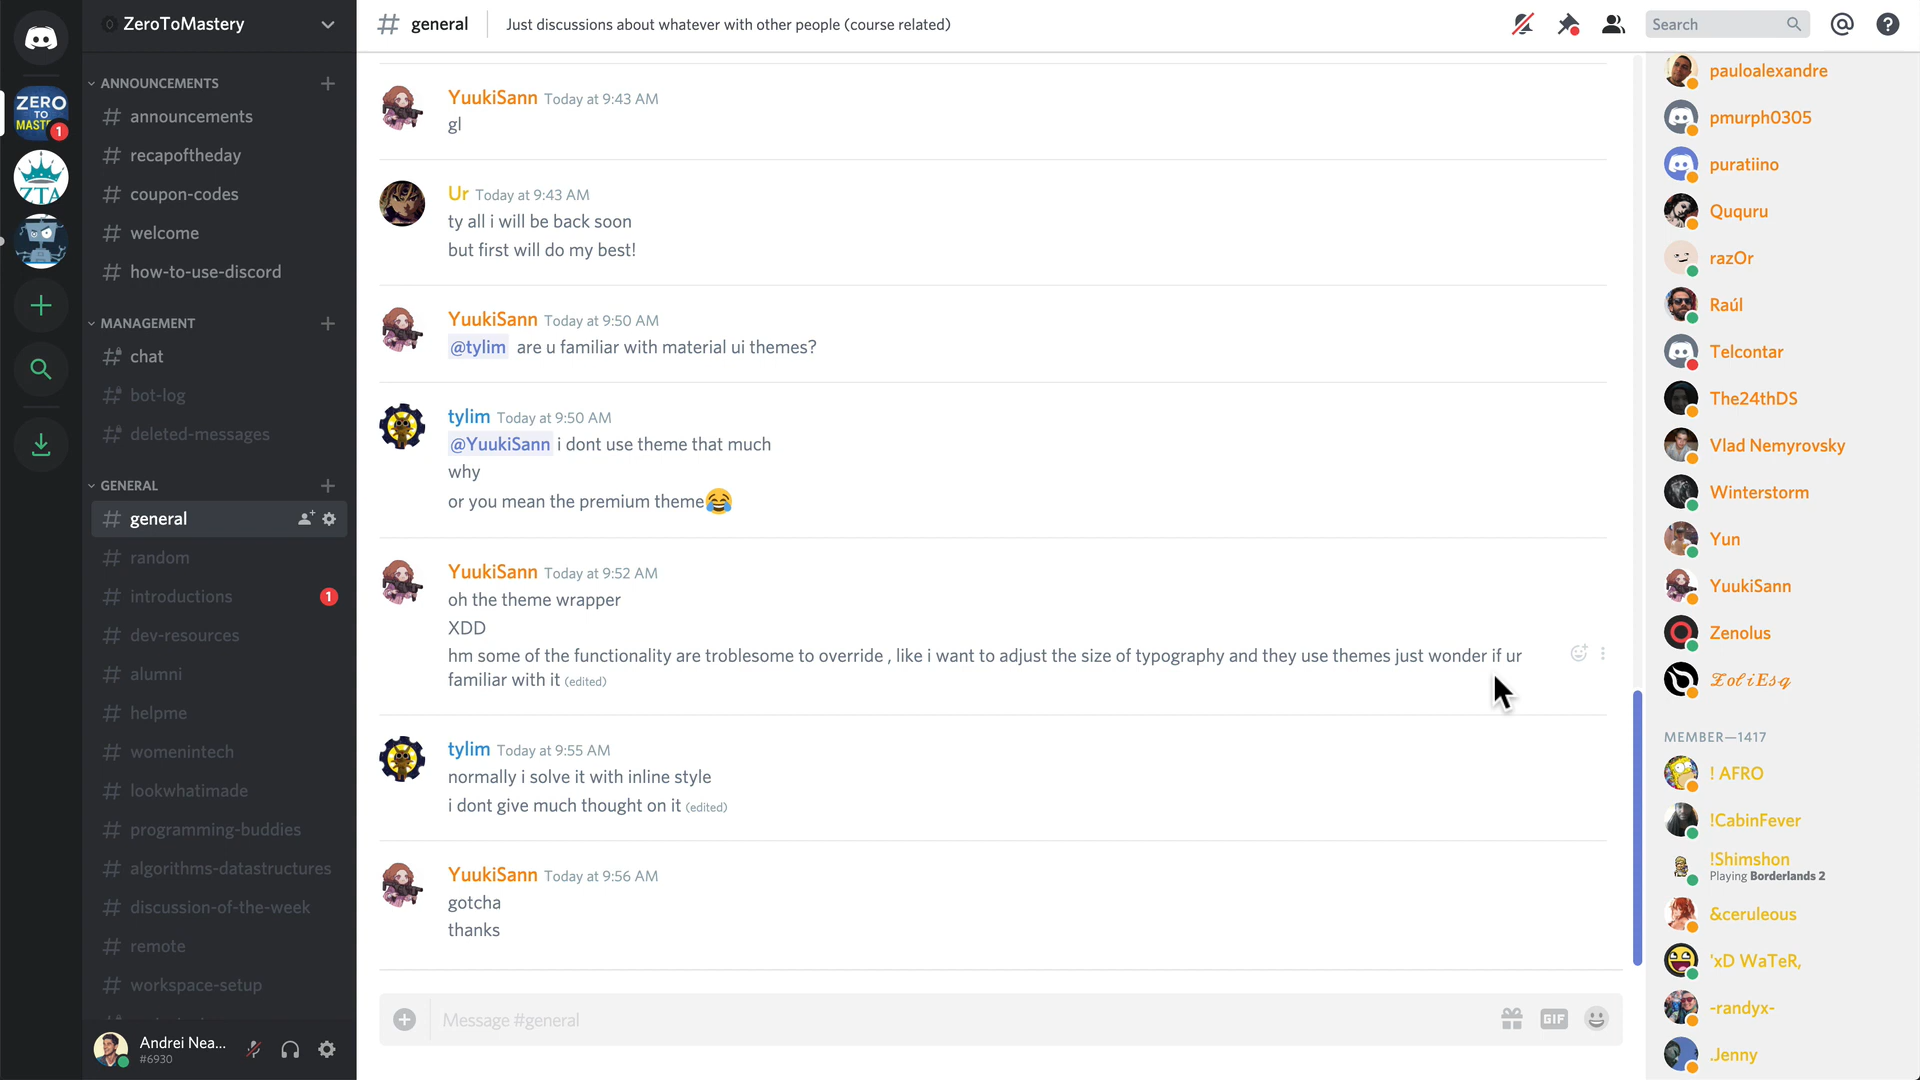 ZeroToMastery
ANNOUNCEMENTS
announcements
recapoftheday
coupon-codes
welcome
how-to-use-discord
MANAGEMENT
chat
bot-log
deleted-messages
GENERAL
general
random
introductions
1
dev-resources
alumni
helpme
womenintech
lookwhatimade
programming-buddies
algorithms-datastructures
discussion-of-the-week
remote
workspace-setup
Andrei Nea...
#6930
ZERO
TO
1
ZTA
general
Just discussions about whatever with other people (course related)
Search
YuukiSann Today at 9:43 AM
gl
Ur Today at 9:43 AM
ty all i will be back soon
but first will do my best!
YuukiSann Today at 9:50 AM
@tylim are u familiar with material ui themes?
tylim Today at 9:50 AM
@YuukiSann i dont use theme that much
why
or you mean the premium theme😂
YuukiSann Today at 9:52 AM
oh the theme wrapper
XDD
hm some of the functionality are troblesome to override , like i want to adjust the size of typography and they use themes just wonder if ur
familiar with it (edited)
tylim Today at 9:55 AM
normally i solve it with inline style
i dont give much thought on it (edited)
YuukiSann Today at 9:56 AM
gotcha
thanks
Message #general
GIF
pauloalexandre
pmurph0305
puratiino
Ququru
razOr
Raúl
Telcontar
The24thDS
Vlad Nemyrovsky
Winterstorm
Yun
YuukiSann
Zenolus
𝓩𝓸𝓵𝓲𝓔𝓼𝓺
MEMBER—1417
! AFRO
!CabinFever
!Shimshon
Playing Borderlands 2
&ceruleous
'xD WaTeR,
-randyx-
.Jenny